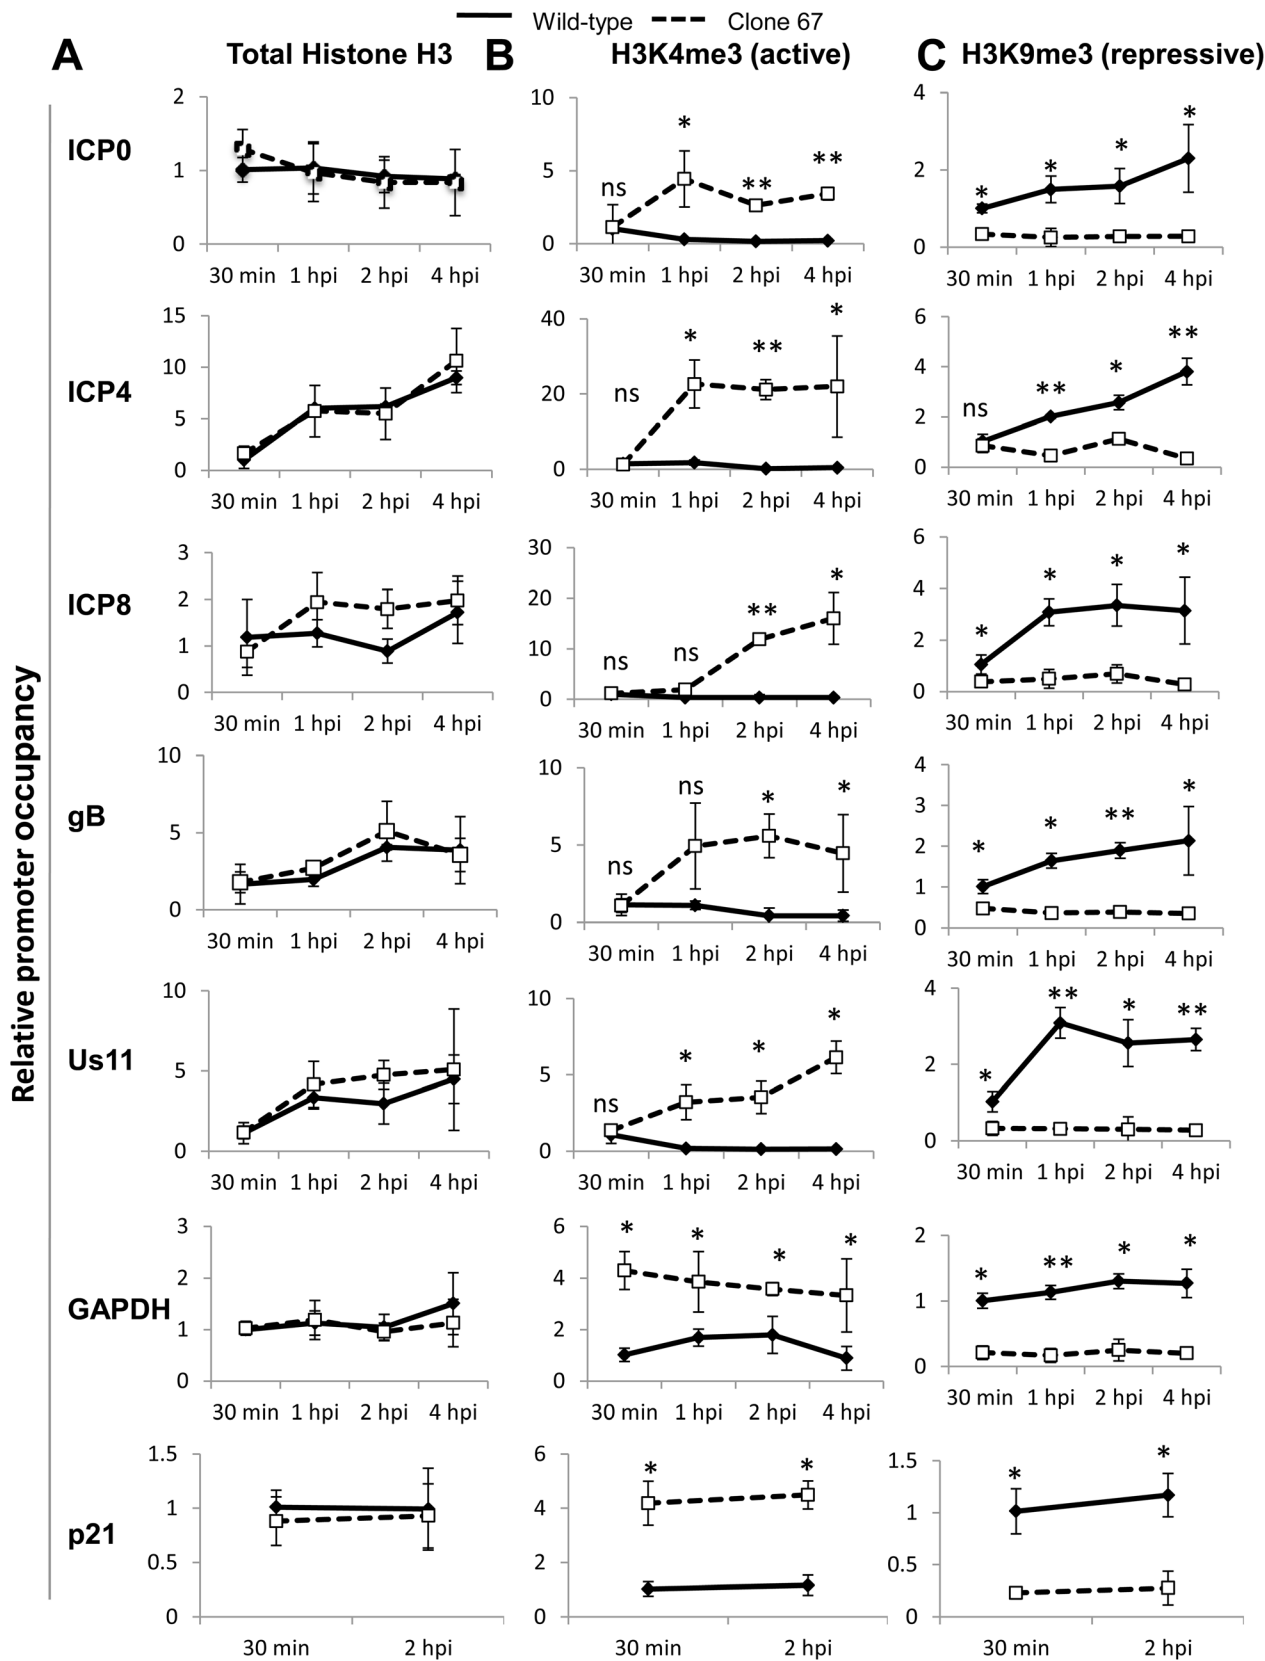 Wild-type Clone 67
A Total Histone H3 B H3K4me3 (active) C H3K9me3 (repressive)
Relative promoter occupancy
ICP0
2
1
0
30 min 1 hpi 2 hpi 4 hpi
10
5
0
ns * ** **
30 min 1 hpi 2 hpi 4 hpi
4
2
0
* * * *
30 min 1 hpi 2 hpi 4 hpi
ICP4
15
10
5
0
30 min 1 hpi 2 hpi 4 hpi
40
20
0
ns * ** *
30 min 1 hpi 2 hpi 4 hpi
6
4
2
0
ns ** * **
30 min 1 hpi 2 hpi 4 hpi
ICP8
3
2
1
0
30 min 1 hpi 2 hpi 4 hpi
30
20
10
0
ns ns ** *
30 min 1 hpi 2 hpi 4 hpi
6
4
2
0
* * * *
30 min 1 hpi 2 hpi 4 hpi
gB
10
5
0
30 min 1 hpi 2 hpi 4 hpi
10
5
0
ns ns * *
30 min 1 hpi 2 hpi 4 hpi
4
3
2
1
0
* * ** *
30 min 1 hpi 2 hpi 4 hpi
Us11
10
5
0
30 min 1 hpi 2 hpi 4 hpi
10
5
0
ns * * *
30 min 1 hpi 2 hpi 4 hpi
4
2
0
* ** * **
30 min 1 hpi 2 hpi 4 hpi
GAPDH
3
2
1
0
30 min 1 hpi 2 hpi 4 hpi
6
4
2
0
* * * *
30 min 1 hpi 2 hpi 4 hpi
2
1
0
* ** * *
30 min 1 hpi 2 hpi 4 hpi
p21
1.5
1
0.5
0
30 min 2 hpi
6
4
2
0
* *
30 min 2 hpi
1.5
1
0.5
0
* *
30 min 2 hpi